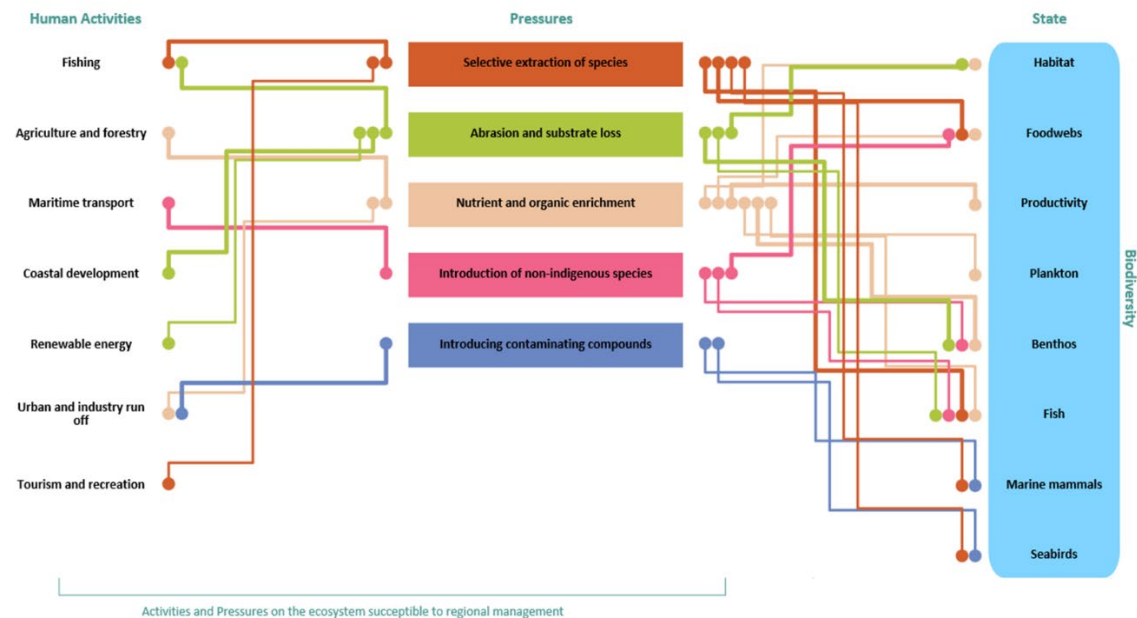 Human Activities
Pressures
State
Fishing
Selective extraction of species
Habitat
Agriculture and forestry
Abrasion and substrate loss
Foodwebs
Maritime transport
Nutrient and organic enrichment
Productivity
Coastal development
Introduction of non-indigenous species
Plankton
Biodiversity
Renewable energy
Introducing contaminating compounds
Benthos
Urban and industry run
off
Fish
Tourism and recreation
Marine mammals
Seabirds
Activities and Pressures on the ecosystem succeptible to regional management